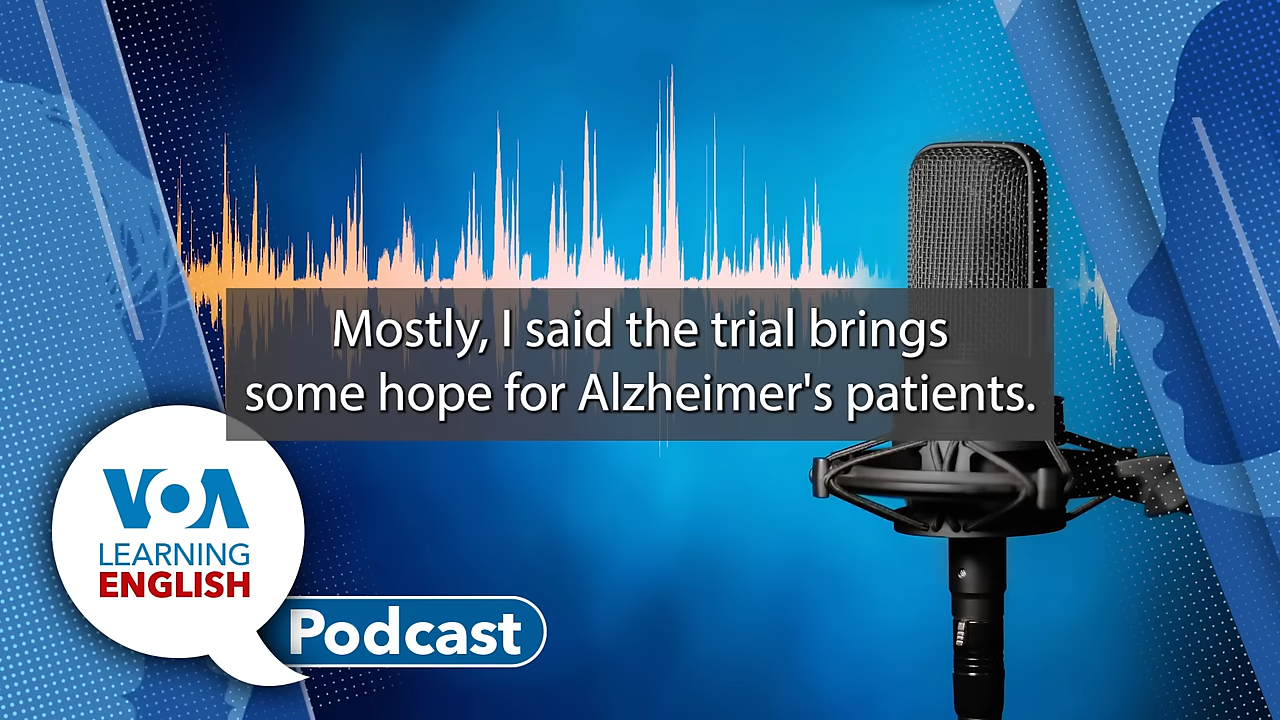 Mostly, I said the trial brings
some hope for Alzheimer's patients.
VOA
LEARNING
ENGLISH
Podcast